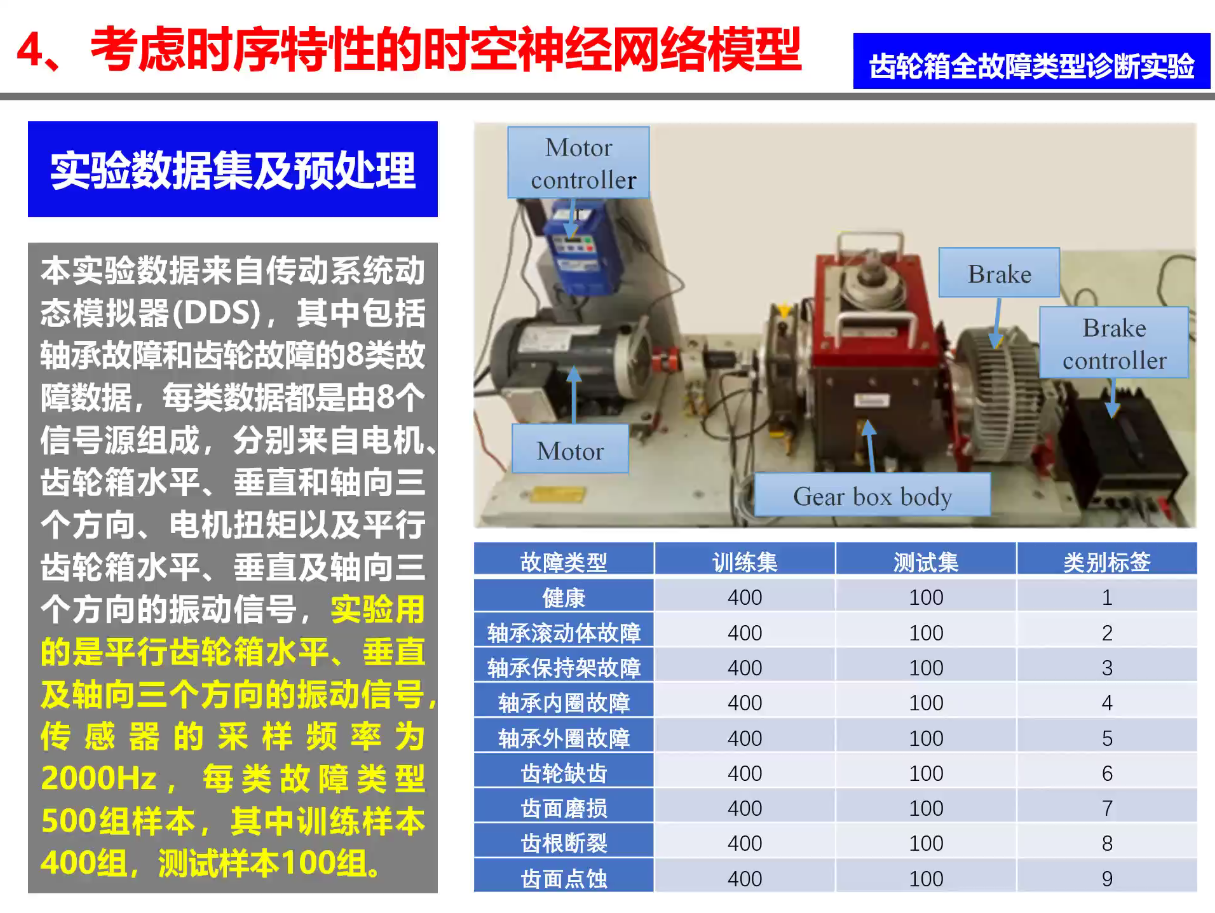 4、考虑时序特性的时空神经网络模型
齿轮箱全故障类型诊断实验
实验数据集及预处理
本实验数据来自传动系统动
态模拟器(DDS)，其中包括
轴承故障和齿轮故障的8类故
障数据，每类数据都是由8个
信号源组成，分别来自电机、
齿轮箱水平、垂直和轴向三
个方向、电机扭矩以及平行
齿轮箱水平、垂直及轴向三
个方向的振动信号，实验用
的是平行齿轮箱水平、垂直
及轴向三个方向的振动信号，
传感器的采样频率为
2000Hz，每类故障类型
500组样本，其中训练样本
400组，测试样本100组。
Motor
controller
r
Brake
Brake
controller
Motor
Gear box body
故障类型 训练集 测试集 类别标签
健康 400 100 1
轴承滚动体故障 400 100 2
轴承保持架故障 400 100 3
轴承内圈故障 400 100 4
轴承外圈故障 400 100 5
齿轮缺齿 400 100 6
齿面磨损 400 100 7
齿根断裂 400 100 8
齿面点蚀 400 100 9